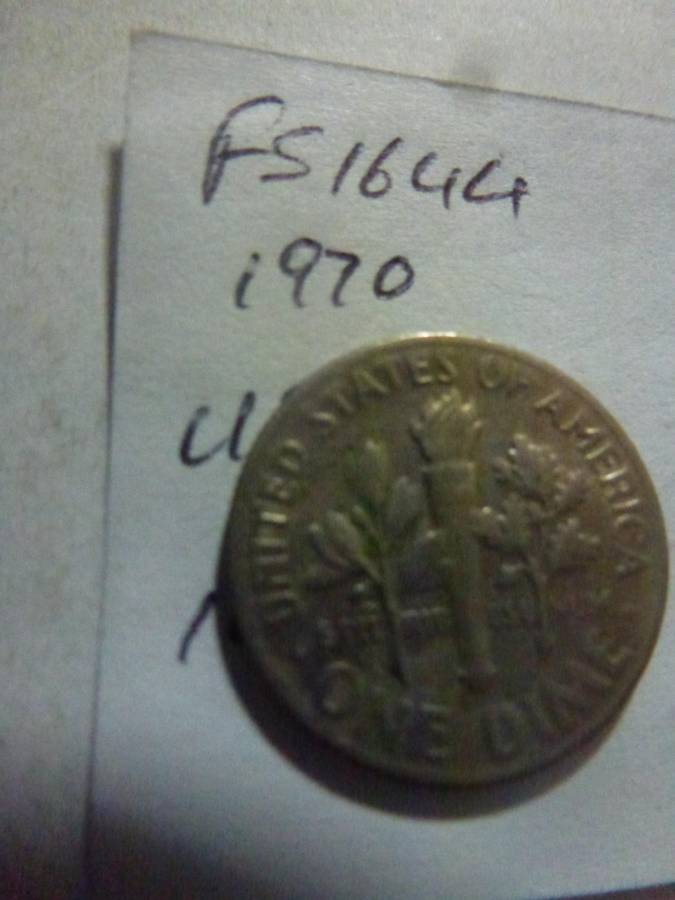 FS1644
1970
U
UNITED STATES OF AMERICA
ONE DIME